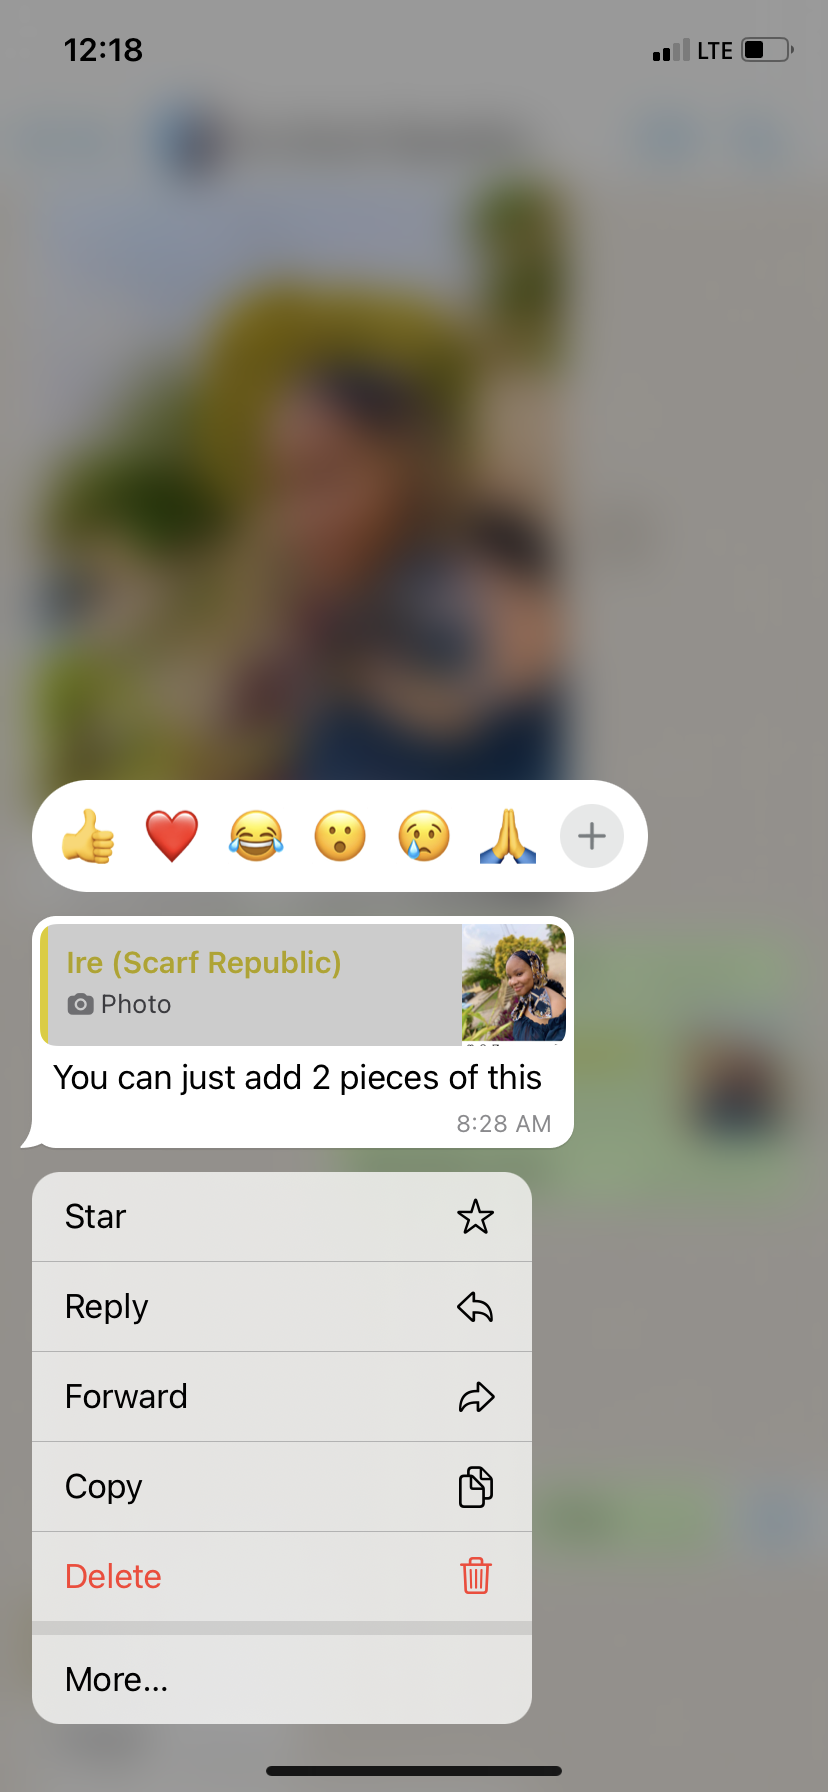 12:18
LTE
Ire (Scarf Republic)
Photo
You can just add 2 pieces of this
8:28 AM
Star
Reply
Forward
Copy
Delete
More...